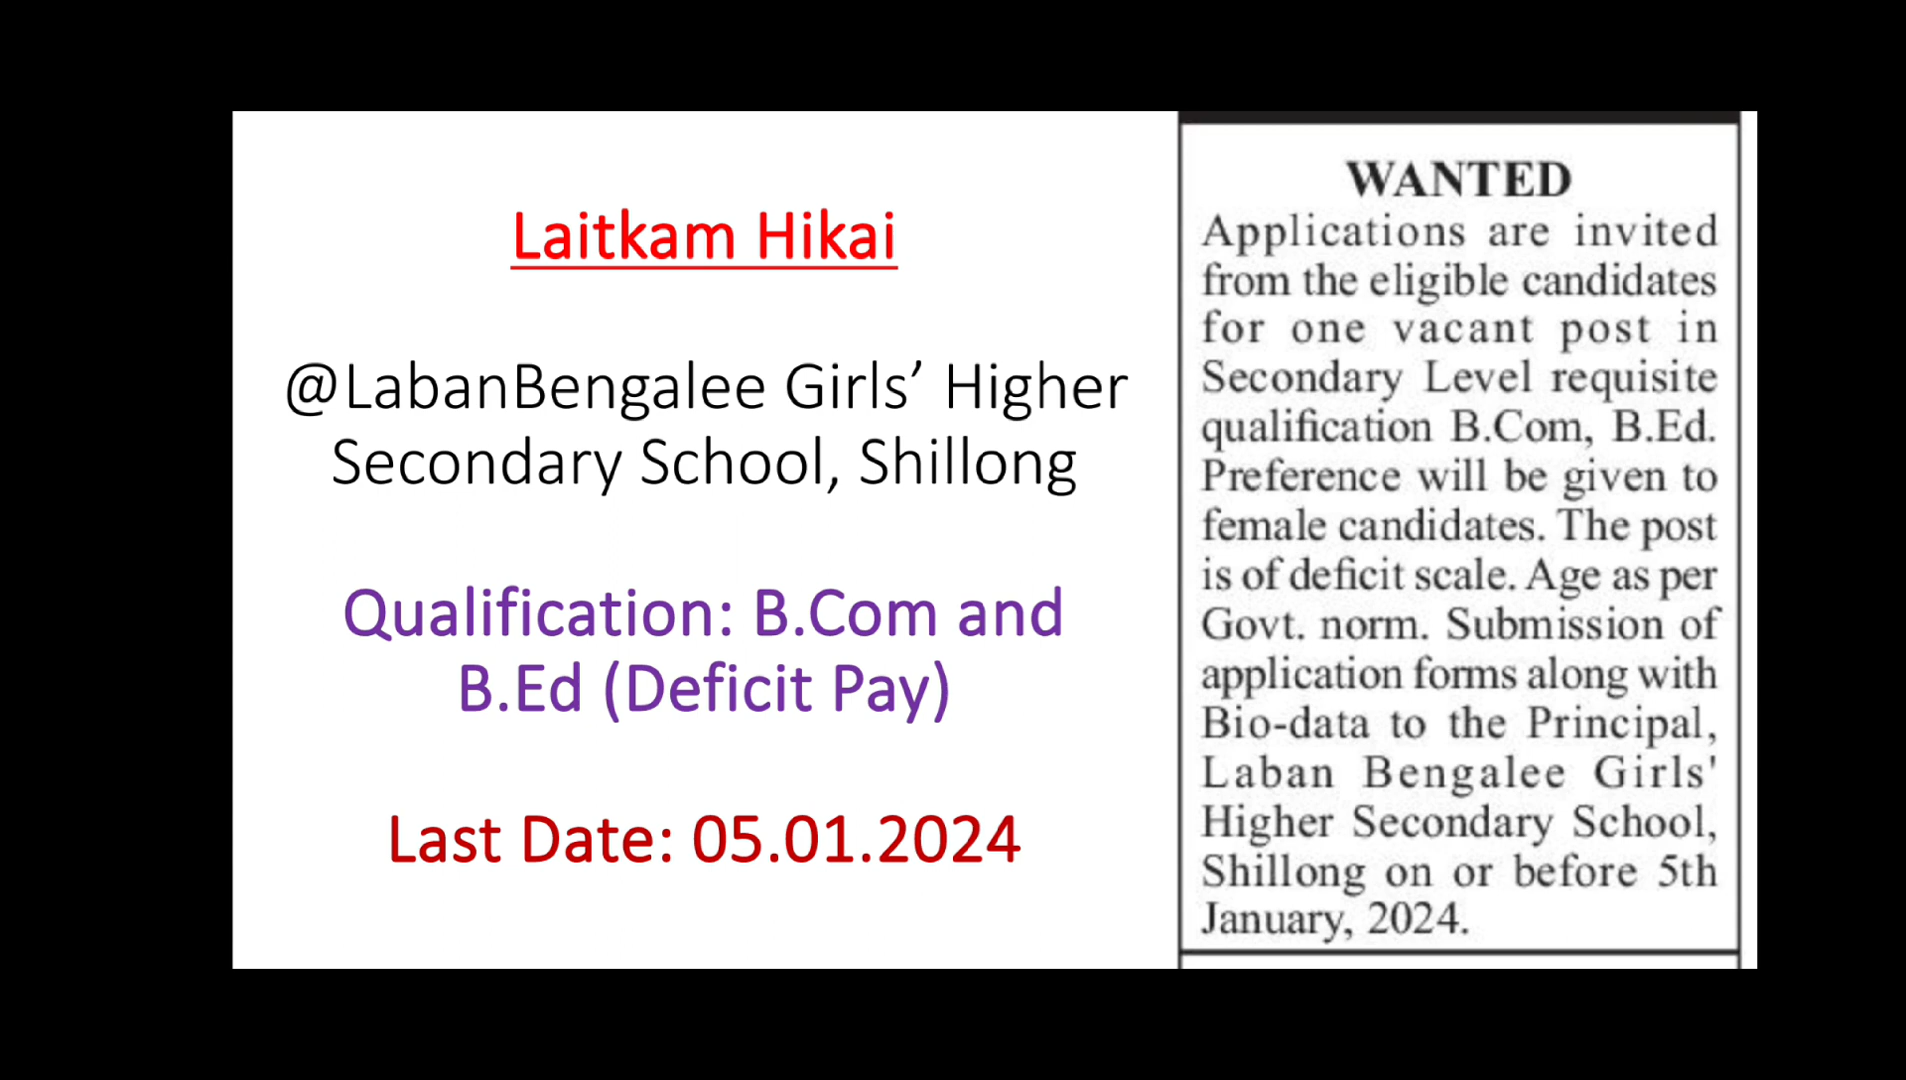 Laitkam Hikai
@LabanBengalee Girls’ Higher
Secondary School, Shillong
Qualification: B.Com and
B.Ed (Deficit Pay)
Last Date: 05.01.2024
WANTED
Applications are invited
from the eligible candidates
for one vacant post in
Secondary Level requisite
qualification B.Com, B.Ed.
Preference will be given to
female candidates. The post
is of deficit scale. Age as per
Govt. norm. Submission of
application forms along with
Bio-data to the Principal,
Laban Bengalee Girls'
Higher Secondary School,
Shillong on or before 5th
January, 2024.